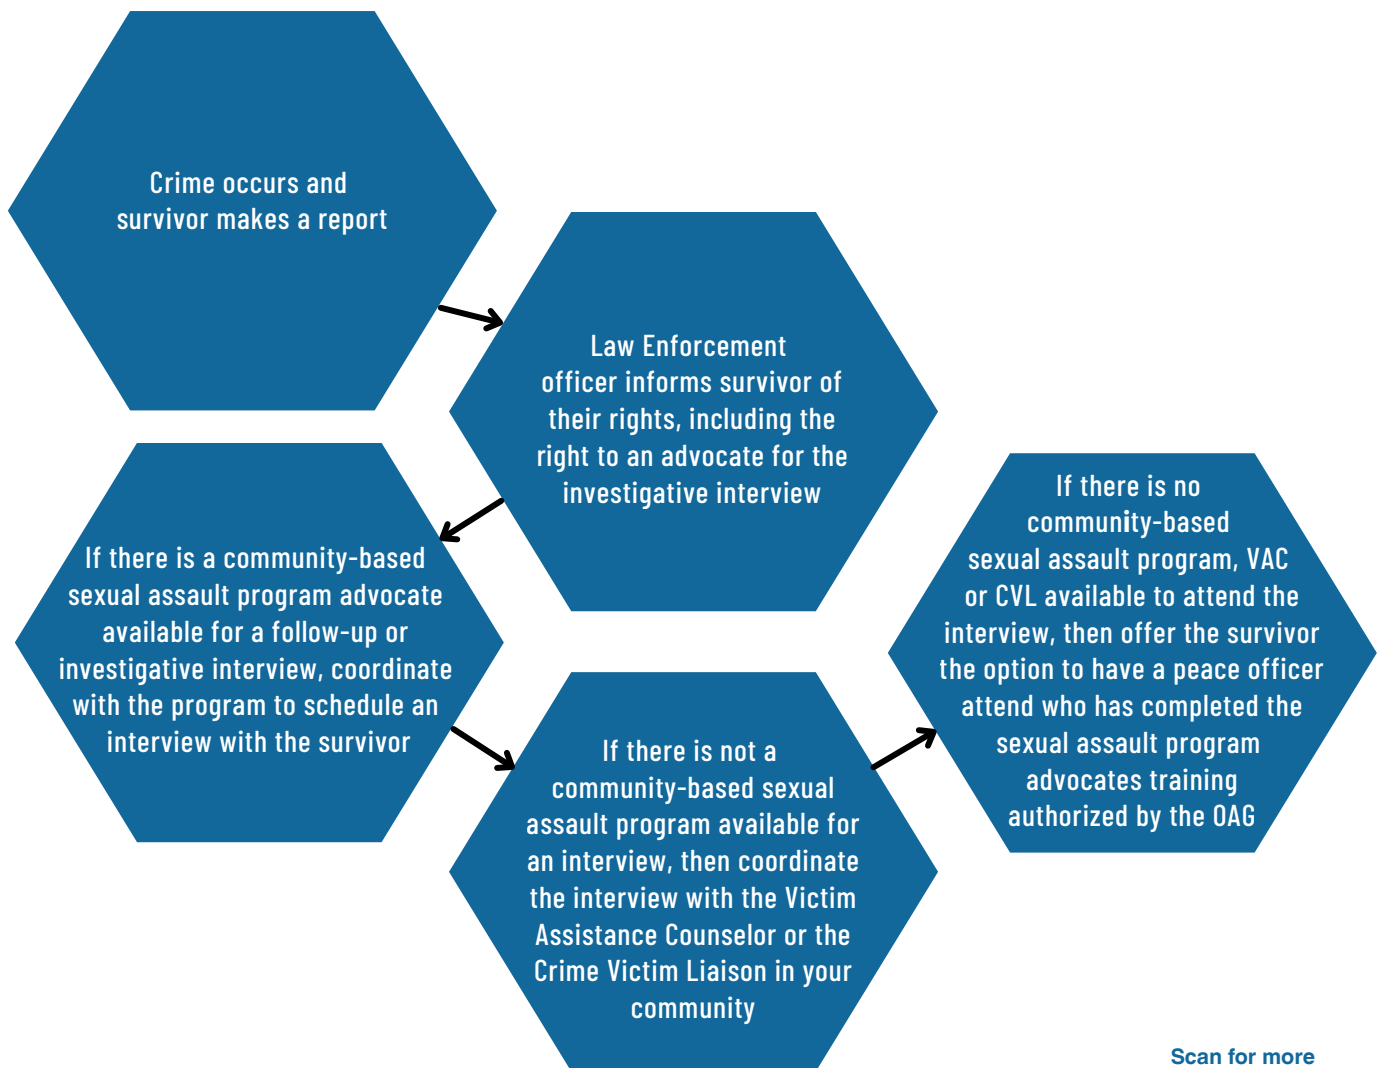 Crime occurs and
survivor makes a report
Law Enforcement
officer informs survivor of
their rights, including the
right to an advocate for the
investigative interview
If there is a community-based
sexual assault program advocate
available for a follow-up or
investigative interview, coordinate
with the program to schedule an
interview with the survivor
If there is not a
community-based sexual
assault program available for
an interview, then coordinate
the interview with the Victim
Assistance Counselor or the
Crime Victim Liaison in your
community
If there is no
community-based
sexual assault program, VAC
or CVL available to attend the
interview, then offer the survivor
the option to have a peace officer
attend who has completed the
sexual assault program
advocates training
authorized by the OAG
Scan for more